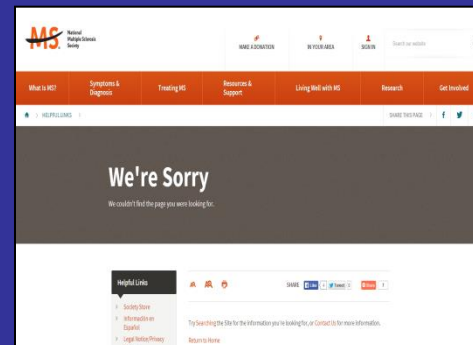 MS.
National
Multiple Sclerosis
Society
MAKE A DONATION
IN YOUR AREA
SIGN IN
Search our website
What Is MS?
Symptoms &
Diagnosis
Treating MS
Resources &
Support
Living Well with MS
Research
Get Involved
HELPFUL LINKS
SHARE THIS PAGE
We're Sorry
We couldn't find the page you were looking for.
Helpful Links
SHARE
Like
Tweet
Share
Society Store
Información en
Español
Legal Notice/Privacy
Try Searching the Site for the information you're looking for, or Contact Us for more information.
Return to Home